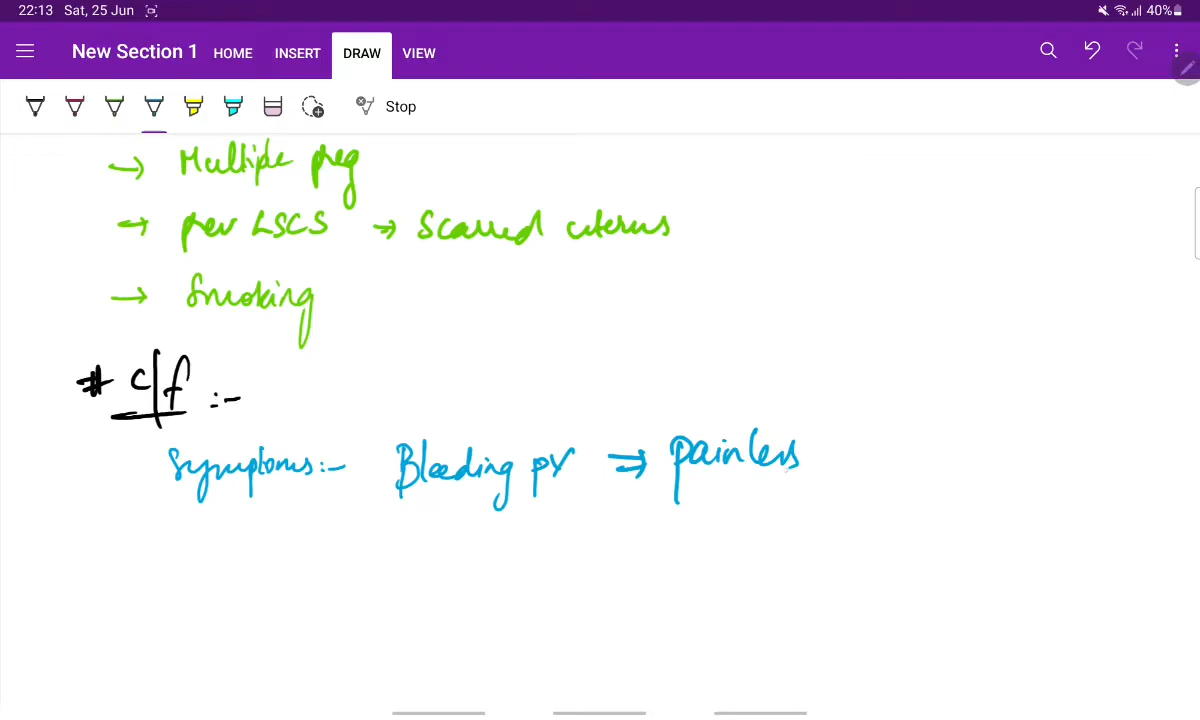 22:13 Sat, 25 Jun 40%
New Section 1 HOME INSERT DRAW VIEW
Stop
→ Multiple preg
→ prev LSCS → Scarred uterus
→ Smoking
# c/f :-
Symptoms:- Bleeding PV ⇒ Painless